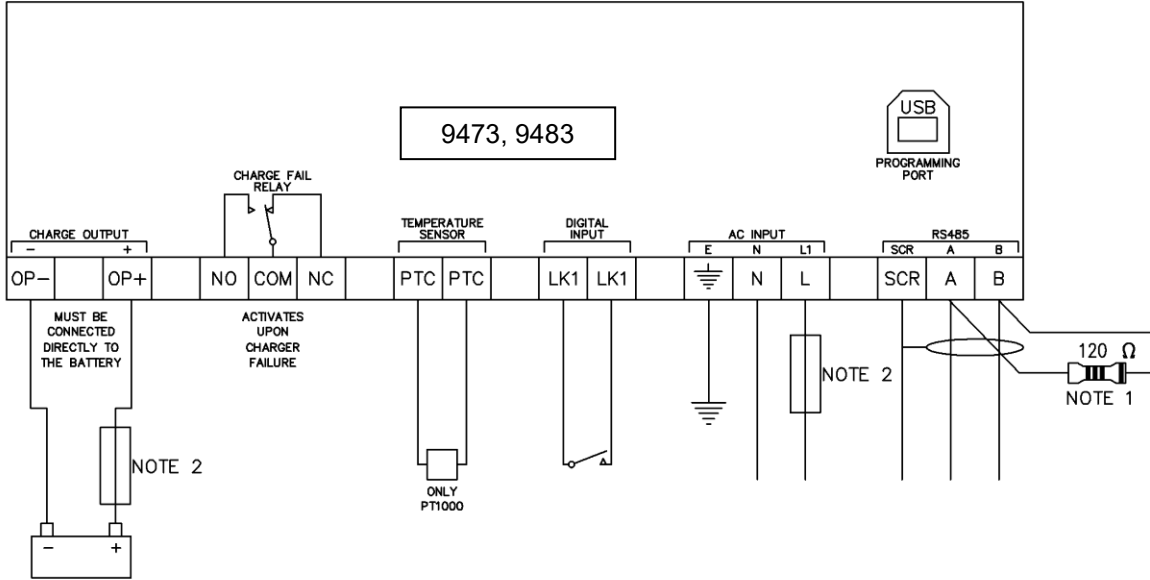 9473, 9483
USB
PROGRAMMING
PORT
CHARGE FAIL
RELAY
CHARGE OUTPUT
- +
TEMPERATURE
SENSOR
DIGITAL
INPUT
AC INPUT
E N L1
RS485
SCR A B
OP- OP+ NO COM NC PTC PTC LK1 LK1 N L SCR A B
MUST BE
CONNECTED
DIRECTLY TO
THE BATTERY
ACTIVATES
UPON
CHARGER
FAILURE
NOTE 2
120 Ω
NOTE 1
NOTE 2
ONLY
PT1000
- +